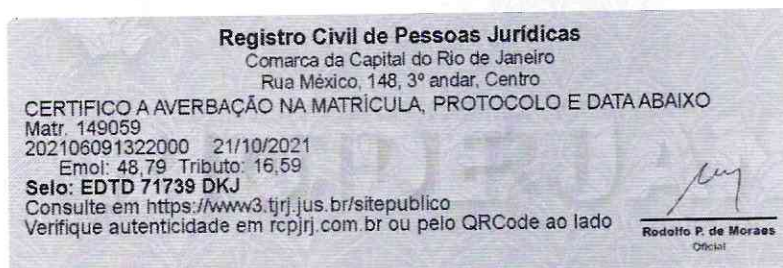 Registro Civil de Pessoas Jurídicas
Comarca da Capital do Rio de Janeiro
Rua México, 148, 3º andar, Centro
CERTIFICO A AVERBAÇÃO NA MATRÍCULA, PROTOCOLO E DATA ABAIXO
Matr. 149059
202106091322000 21/10/2021
Emol: 48,79 Tributo: 16,59
Selo: EDTD 71739 DKJ
Consulte em https://www3.tjrj.jus.br/sitepublico
Verifique autenticidade em rcpjrj.com.br ou pelo QRCode ao lado
Rodolfo P. de Moraes
Oficial